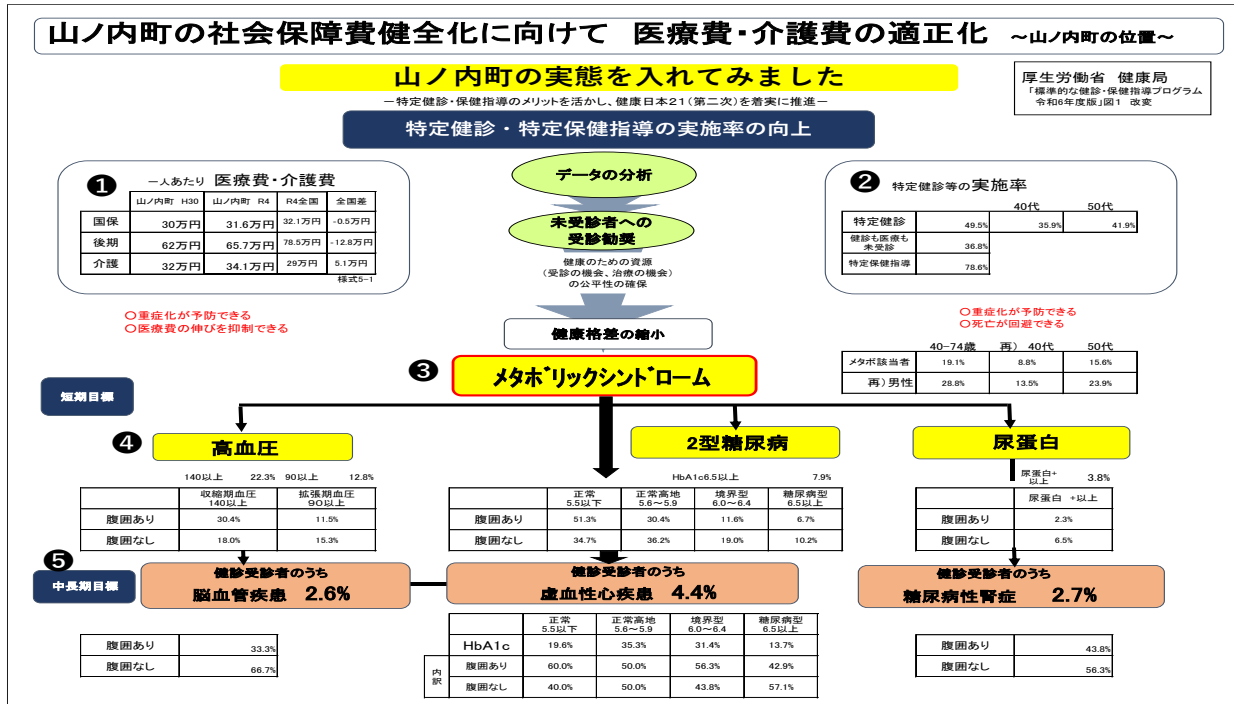 山ノ内町の社会保障費健全化に向けて 医療費・介護費の適正化 ～山ノ内町の位置～
山ノ内町の実態を入れてみました
－特定健診・保健指導のメリットを活かし、健康日本21(第二次)を着実に推進－
厚生労働省 健康局
「標準的な健診・保健指導プログラム
令和6年度版」図1 改変
特定健診・特定保健指導の実施率の向上
❶ 一人あたり 医療費・介護費
山ノ内町 H30 山ノ内町 R4 R4全国 全国差
国保 30万円 31.6万円 32.1万円 -0.5万円
後期 62万円 65.7万円 78.5万円 -12.8万円
介護 32万円 34.1万円 29万円 5.1万円
様式5-1
〇重症化が予防できる
〇医療費の伸びを抑制できる
データの分析
未受診者への
受診勧奨
健康のための資源
(受診の機会、治療の機会)
の公平性の確保
健康格差の縮小
❷ 特定健診等の実施率
40代 50代
特定健診 49.5% 35.9% 41.9%
健診も医療も
未受診 36.8%
特定保健指導 78.6%
〇重症化が予防できる
〇死亡が回避できる
40-74歳 再) 40代 50代
メタボ該当者 19.1% 8.8% 15.6%
再)男性 28.8% 13.5% 23.9%
❸ メタボリックシンドローム
短期目標
❹ 高血圧
140以上 22.3% 90以上 12.8%
収縮期血圧
140以上
拡張期血圧
90以上
腹囲あり 30.4% 11.5%
腹囲なし 18.0% 15.3%
2型糖尿病
HbA1c6.5以上 7.9%
正常
5.5以下
正常高地
5.6～5.9
境界型
6.0～6.4
糖尿病型
6.5以上
腹囲あり 51.3% 30.4% 11.6% 6.7%
腹囲なし 34.7% 36.2% 19.0% 10.2%
尿蛋白
尿蛋白+
以上 3.8%
尿蛋白 +以上
腹囲あり 2.3%
腹囲なし 6.5%
❺
中長期目標
健診受診者のうち
脳血管疾患 2.6%
健診受診者のうち
虚血性心疾患 4.4%
健診受診者のうち
糖尿病性腎症 2.7%
腹囲あり 33.3%
腹囲なし 66.7%
正常
5.5以下
正常高地
5.6～5.9
境界型
6.0～6.4
糖尿病型
6.5以上
HbA1c 19.6% 35.3% 31.4% 13.7%
内訳
腹囲あり 60.0% 50.0% 56.3% 42.9%
腹囲なし 40.0% 50.0% 43.8% 57.1%
腹囲あり 43.8%
腹囲なし 56.3%